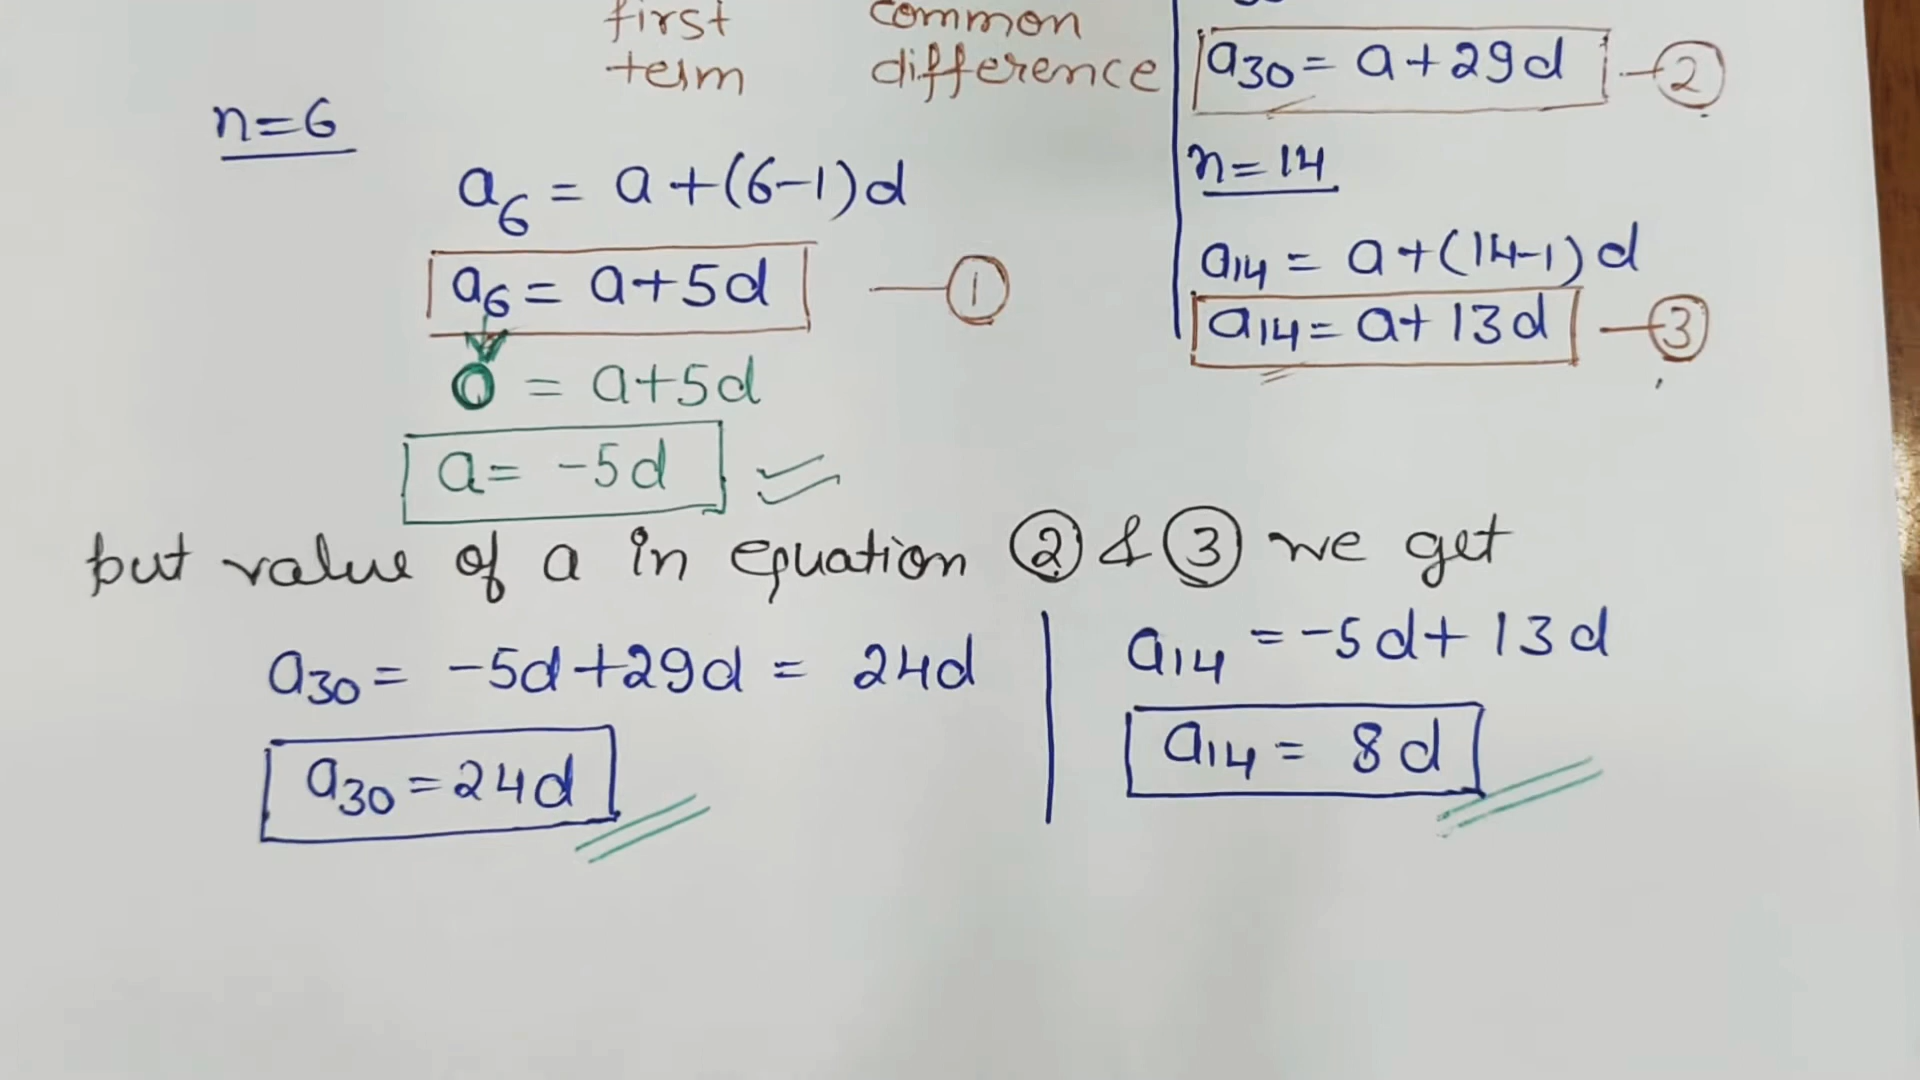 first common
term difference
n=6
a6 = a+(6-1)d
a6 = a+5d —①
0 = a+5d
a = -5d
a30 = a+29d —②
n=14
a14 = a+(14-1)d
a14 = a+13d —③
but value of a in equation ② & ③ we get
a30 = -5d+29d = 24d
a30 = 24d
a14 = -5d+13d
a14 = 8d